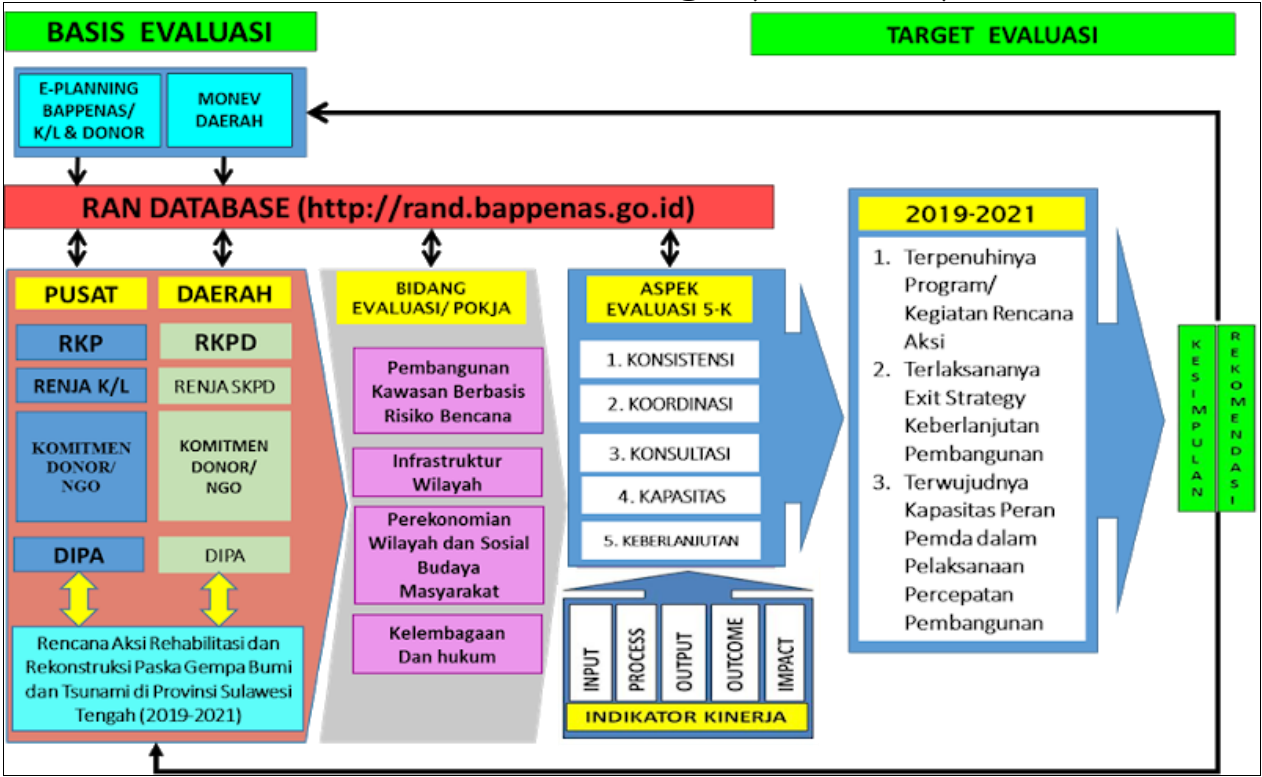 BASIS EVALUASI
TARGET EVALUASI
E-PLANNING
BAPPENAS/
K/L & DONOR
MONEV
DAERAH
RAN DATABASE (http://rand.bappenas.go.id)
PUSAT
RKP
RENJA K/L
KOMITMEN
DONOR/
NGO
DIPA
DAERAH
RKPD
RENJA SKPD
KOMITMEN
DONOR/
NGO
DIPA
Rencana Aksi Rehabilitasi dan
Rekonstruksi Paska Gempa Bumi
dan Tsunami di Provinsi Sulawesi
Tengah (2019-2021)
BIDANG
EVALUASI/ POKJA
Pembangunan
Kawasan Berbasis
Risiko Bencana
Infrastruktur
Wilayah
Perekonomian
Wilayah dan Sosial
Budaya
Masyarakat
Kelembagaan
Dan hukum
ASPEK
EVALUASI 5-K
1. KONSISTENSI
2. KOORDINASI
3. KONSULTASI
4. KAPASITAS
5. KEBERLANJUTAN
INPUT
PROCESS
OUTPUT
OUTCOME
IMPACT
INDIKATOR KINERJA
2019-2021
1. Terpenuhinya
Program/
Kegiatan Rencana
Aksi
2. Terlaksananya
Exit Strategy
Keberlanjutan
Pembangunan
3. Terwujudnya
Kapasitas Peran
Pemda dalam
Pelaksanaan
Percepatan
Pembangunan
KESIMPULAN
REKOMENDASI